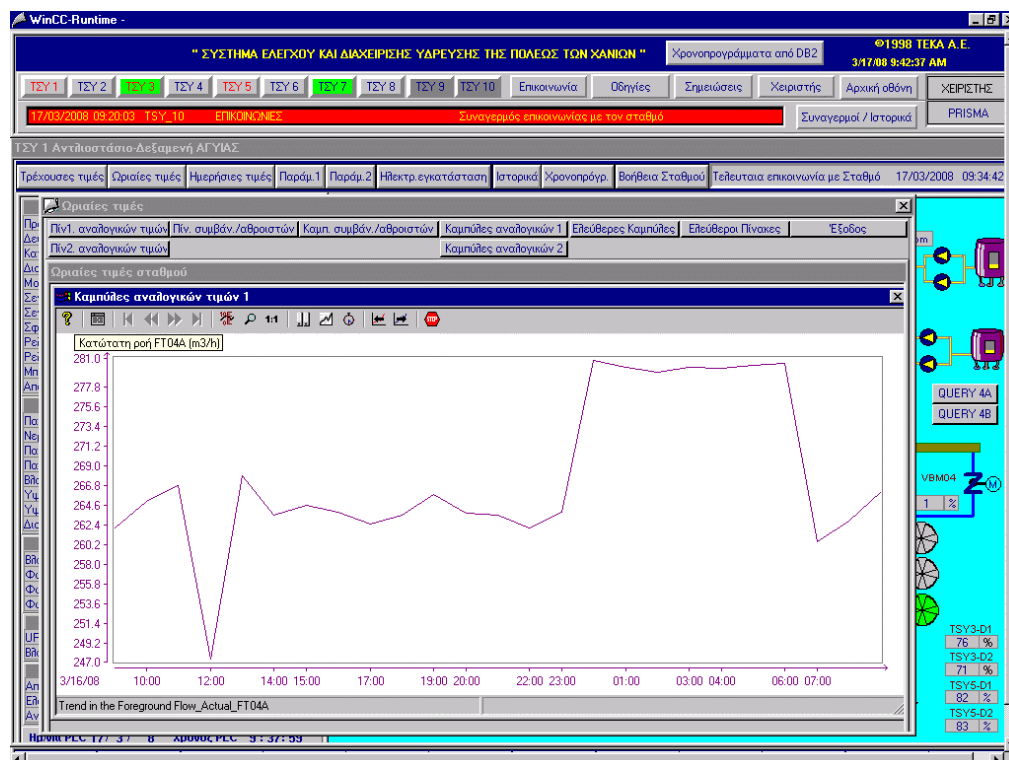 WinCC-Runtime -
" ΣΥΣΤΗΜΑ ΕΛΕΓΧΟΥ ΚΑΙ ΔΙΑΧΕΙΡΙΣΗΣ ΥΔΡΕΥΣΗΣ ΤΗΣ ΠΟΛΕΩΣ ΤΩΝ ΧΑΝΙΩΝ "
Χρονοπρογράμματα από DB2
©1998 TEKA A.E.
3/17/08 9:42:37 AM
ΤΣΥ 1 ΤΣΥ 2 ΤΣΥ 3 ΤΣΥ 4 ΤΣΥ 5 ΤΣΥ 6 ΤΣΥ 7 ΤΣΥ 8 ΤΣΥ 9 ΤΣΥ 10 Επικοινωνία Οδηγίες Σημειώσεις Χειριστής Αρχική οθόνη ΧΕΙΡΙΣΤΗΣ
17/03/2008 09:20:03 TSY_10 ΕΠΙΚΟΙΝΩΝΙΕΣ Συναγερμός επικοινωνίας με τον σταθμό Συναγερμοί / Ιστορικά PRISMA
ΤΣΥ 1 Αντλιοστάσιο-Δεξαμενή ΑΓΥΙΑΣ
Τρέχουσες τιμές Ωριαίες τιμές Ημερήσιες τιμές Παράμ.1 Παράμ.2 Ηλεκτρ.εγκατάσταση Ιστορικά Χρονοπρόγρ. Βοήθεια Σταθμού Τελευταια επικοινωνία με Σταθμό 17/03/2008 09:34:42
Ωριαίες τιμές
Πίν1. αναλογικών τιμών Πίν. συμβάν./αθροιστών Καμπ. συμβάν./αθροιστών Καμπύλες αναλογικών 1 Ελεύθερες Καμπύλες Ελεύθεροι Πίνακες Έξοδος
Πίν2. αναλογικών τιμών Καμπύλες αναλογικών 2
Ωριαίες τιμές σταθμού
Καμπύλες αναλογικών τιμών 1
1:1 STOP
Κατώτατη ροή FT04A (m3/h)
281.0
277.8
275.6
273.4
271.2
269.0
266.8
264.6
262.4
260.2
258.0
255.8
253.6
251.4
249.2
247.0
3/16/08 10:00 12:00 14:00 15:00 17:00 19:00 20:00 22:00 23:00 01:00 03:00 04:00 06:00 07:00
Trend in the Foreground Flow_Actual_FT04A
QUERY 4A
QUERY 4B
VBM04
M
1 %
TSY3-D1
76 %
TSY3-D2
71 %
TSY5-D1
82 %
TSY5-D2
83 %